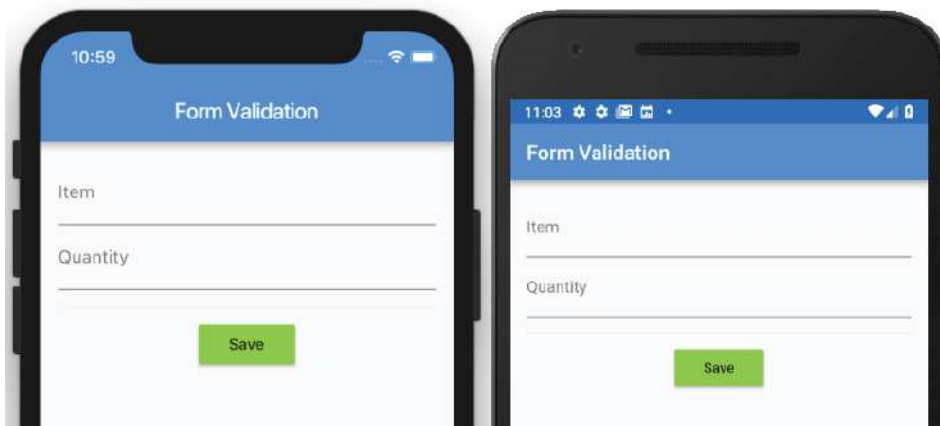 10:59
Form Validation
Item
Quantity
Save
11:03
Form Validation
Item
Quantity
Save